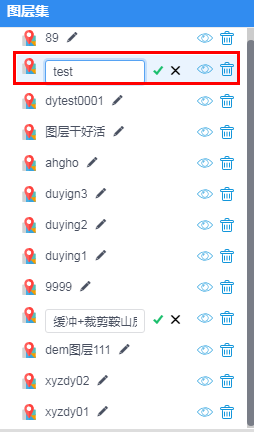 图层集
89
test
dytest0001
图层干好活
ahgho
duyign3
duying2
duying1
9999
缓冲+裁剪鞍山
dem图层111
xyzdy02
xyzdy01